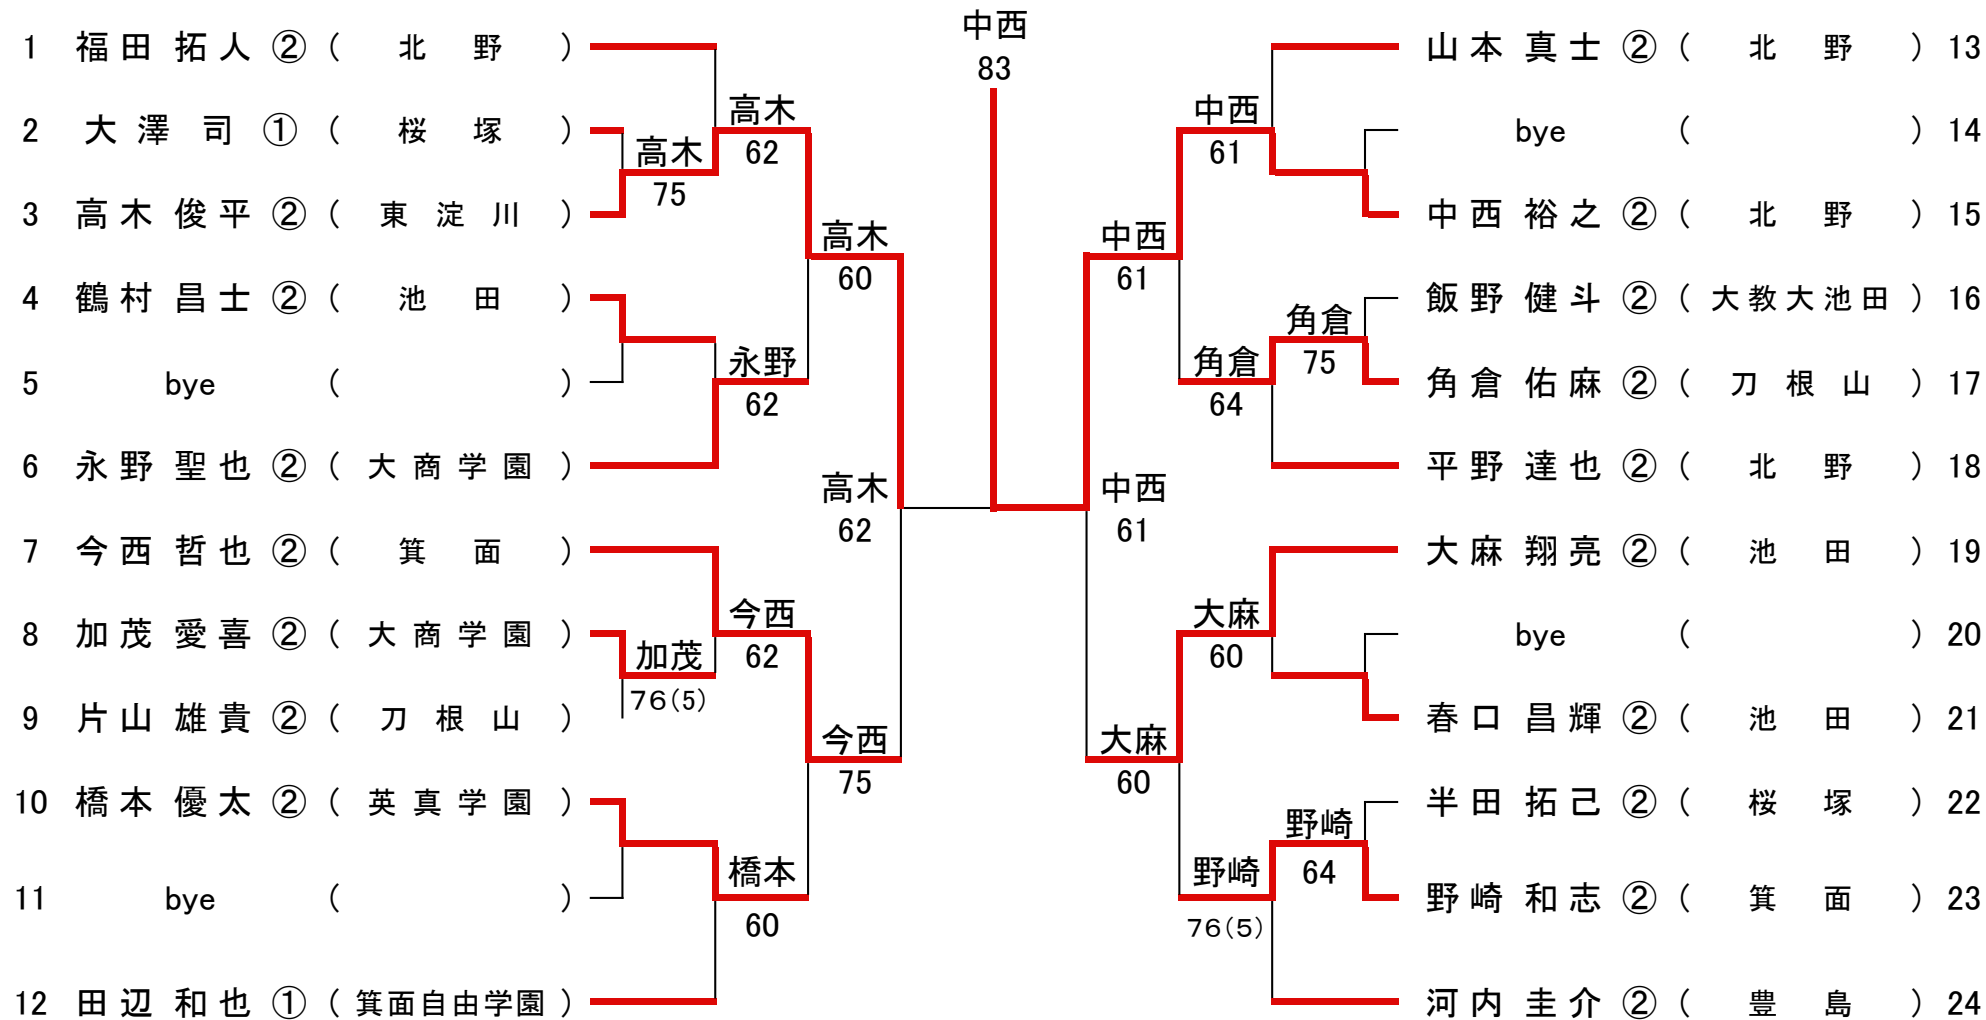 中西
83
1 福田 拓人 ② ( 北 野 )
2 大澤 司 ① ( 桜 塚 )
3 高木 俊平 ② ( 東 淀 川 )
4 鶴村 昌士 ② ( 池 田 )
5 bye ( )
6 永野 聖也 ② ( 大 商 学 園 )
7 今西 哲也 ② ( 箕 面 )
8 加茂 愛喜 ② ( 大 商 学 園 )
9 片山 雄貴 ② ( 刀 根 山 )
10 橋本 優太 ② ( 英 真 学 園 )
11 bye ( )
12 田辺 和也 ① ( 箕面自由学園 )
高木
75
加茂
76(5)
高木
62
永野
62
今西
62
橋本
60
高木
60
今西
75
高木
62
中西
61
中西
61
大麻
60
中西
61
角倉
64
大麻
60
野崎
76(5)
角倉
75
野崎
64
山本 真士 ② ( 北 野 ) 13
bye ( ) 14
中西 裕之 ② ( 北 野 ) 15
飯野 健斗 ② ( 大教大池田 ) 16
角倉 佑麻 ② ( 刀 根 山 ) 17
平野 達也 ② ( 北 野 ) 18
大麻 翔亮 ② ( 池 田 ) 19
bye ( ) 20
春口 昌輝 ② ( 池 田 ) 21
半田 拓己 ② ( 桜 塚 ) 22
野崎 和志 ② ( 箕 面 ) 23
河内 圭介 ② ( 豊 島 ) 24